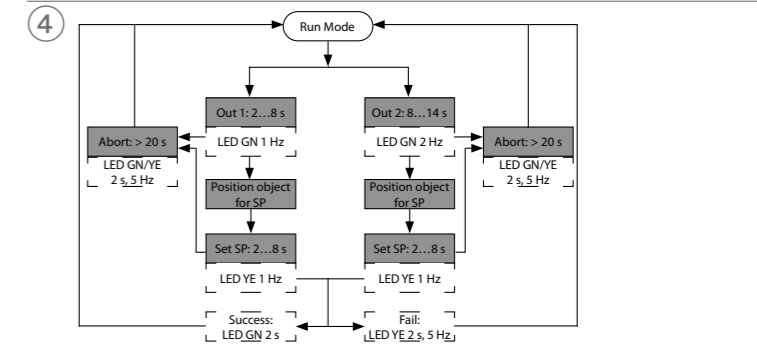 4
Run Mode
Out 1: 2…8 s
Out 2: 8…14 s
Abort: > 20 s
LED GN 1 Hz
LED GN 2 Hz
Abort: > 20 s
LED GN/YE
2 s, 5 Hz
LED GN/YE
2 s, 5 Hz
Position object
for SP
Position object
for SP
Set SP: 2…8 s
Set SP: 2…8 s
LED YE 1 Hz
LED YE 1 Hz
Success:
LED GN 2 s
Fail:
LED YE 2 s, 5 Hz